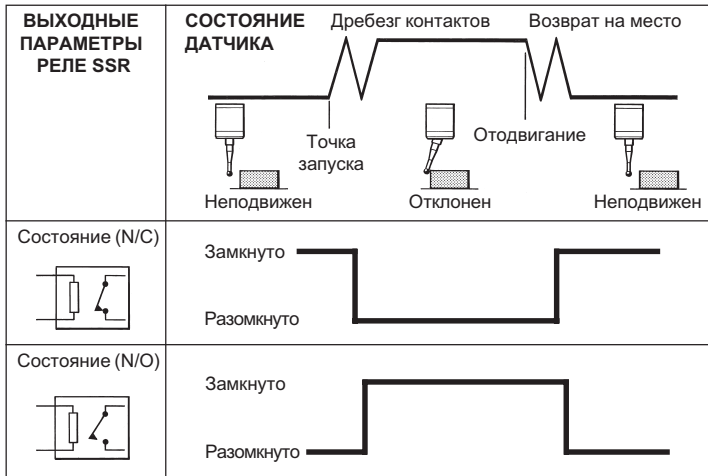 ВЫХОДНЫЕ
ПАРАМЕТРЫ
РЕЛЕ SSR
СОСТОЯНИЕ
ДАТЧИКА
Дребезг контактов
Возврат на место
Точка
запуска
Отодвигание
Неподвижен
Отклонен
Неподвижен
Состояние (N/C)
Замкнуто
Разомкнуто
Состояние (N/O)
Замкнуто
Разомкнуто